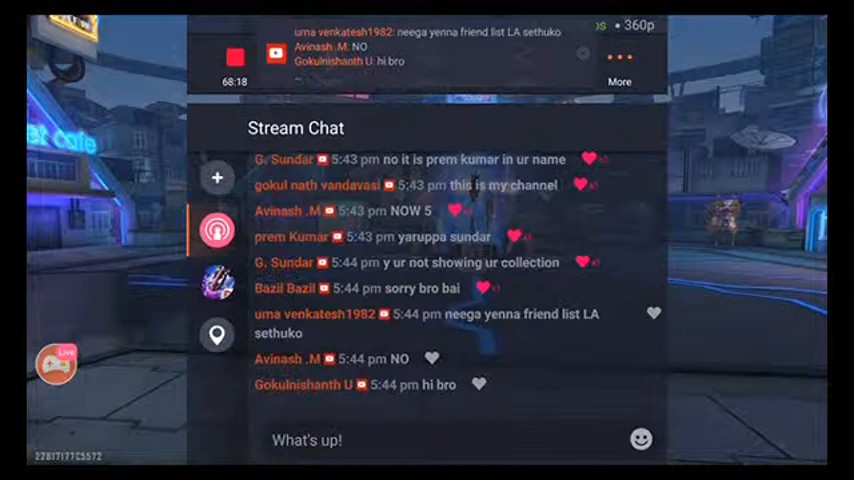 uma venkatesh1982: neega yenna friend list LA sethuko
Avinash .M. NO
Gokulnishanth U: hi bro
• 360p
68:18
More
Stream Chat
G. Sundar 5:43 pm no it is prem kumar in ur name
gokul nath vandavasi 5:43 pm this is my channel
Avinash .M 5:43 pm NOW 5
prem Kumar 5:43 pm yaruppa sundar
G. Sundar 5:44 pm y ur not showing ur collection
Bazil Bazil 5:44 pm sorry bro bai
uma venkatesh1982 5:44 pm neega yenna friend list LA
sethuko
Avinash .M 5:44 pm NO
Gokulnishanth U 5:44 pm hi bro
What's up!
Live
cafe